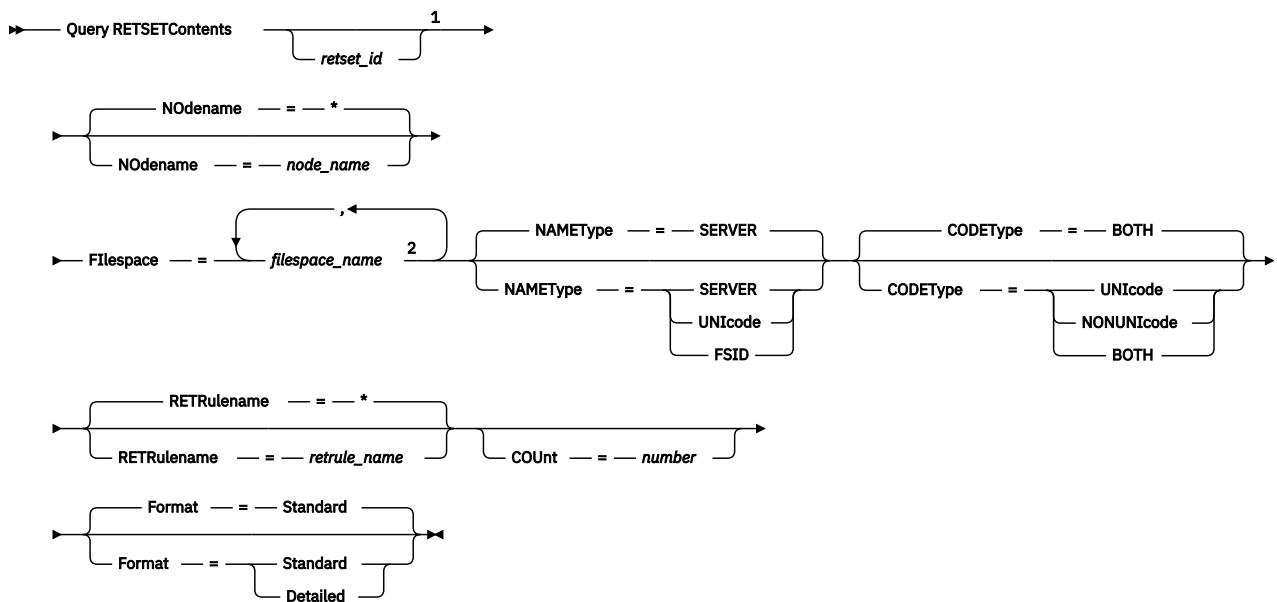 Query RETSETContents
retset_id
1
NOdename = *
NOdename = node_name
FIlespace = filespace_name 2
,
NAMEType = SERVER
NAMEType = SERVER
UNIcode
FSID
CODEType = BOTH
CODEType = UNIcode
NONUNIcode
BOTH
RETRulename = *
RETRulename = retrule_name
COUnt = number
Format = Standard
Format = Standard
Detailed